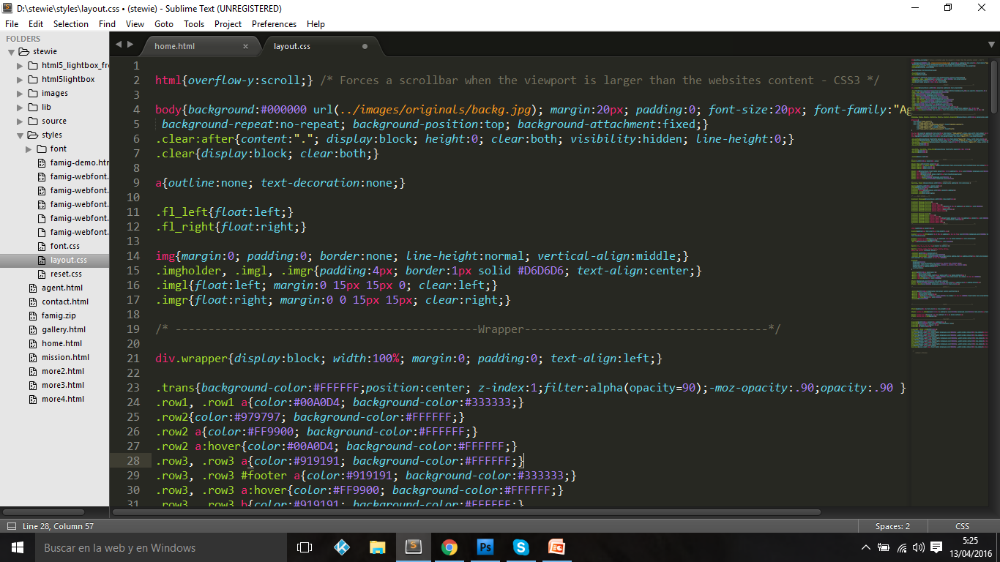 D:\stewie\styles\layout.css • (stewie) - Sublime Text (UNREGISTERED)
File Edit Selection Find View Goto Tools Project Preferences Help
FOLDERS
stewie
html5_lightbox_fr
html5lightbox
images
lib
source
styles
font
famig-demo.htr
famig-webfont.
famig-webfont.
famig-webfont.
famig-webfont.
famig-webfont.
font.css
layout.css
reset.css
agent.html
contact.html
famig.zip
gallery.html
home.html
mission.html
more2.html
more3.html
more4.html
home.html × layout.css
1
2 html{overflow-y:scroll;} /* Forces a scrollbar when the viewport is larger than the websites content - CSS3 */
3
4 body{background:#000000 url(../images/originals/backg.jpg); margin:20px; padding:0; font-size:20px; font-family:"Ag
5 background-repeat:no-repeat; background-position:top; background-attachment:fixed;}
6 .clear:after{content:"."; display:block; height:0; clear:both; visibility:hidden; line-height:0;}
7 .clear{display:block; clear:both;}
8
9 a{outline:none; text-decoration:none;}
10
11 .fl_left{float:left;}
12 .fl_right{float:right;}
13
14 img{margin:0; padding:0; border:none; line-height:normal; vertical-align:middle;}
15 .imgholder, .imgl, .imgr{padding:4px; border:1px solid #D6D6D6; text-align:center;}
16 .imgl{float:left; margin:0 15px 15px 0; clear:left;}
17 .imgr{float:right; margin:0 0 15px 15px; clear:right;}
18
19 /* ----------------------------------------------Wrapper-------------------------------------*/
20
21 div.wrapper{display:block; width:100%; margin:0; padding:0; text-align:left;}
22
23 .trans{background-color:#FFFFFF;position:center; z-index:1;filter:alpha(opacity=90);-moz-opacity:.90;opacity:.90 }
24 .row1, .row1 a{color:#00A0D4; background-color:#333333;}
25 .row2{color:#979797; background-color:#FFFFFF;}
26 .row2 a{color:#FF9900; background-color:#FFFFFF;}
27 .row2 a:hover{color:#00A0D4; background-color:#FFFFFF;}
28 .row3, .row3 a{color:#919191; background-color:#FFFFFF;}
29 .row3, .row3 #footer a{color:#919191; background-color:#333333;}
30 .row3, .row3 a:hover{color:#FF9900; background-color:#FFFFFF;}
31 .row3, .row3 b{color:#919191; background-color:#FFFFFF;}
Line 28, Column 57 Spaces: 2 CSS
Buscar en la web y en Windows
5:25
13/04/2016